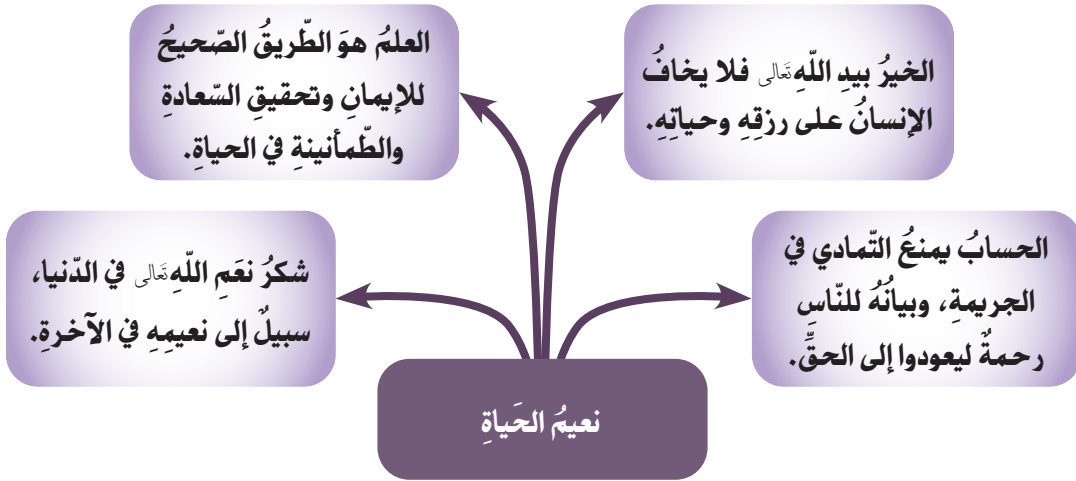 الخيرُ بيدِ اللّهِ تَعَالى فلا يخافُ
الإنسانُ على رزقِهِ وحياتِهِ.
العلمُ هوَ الطّريقُ الصّحيحُ
للإيمانِ وتحقيقِ السّعادةِ
والطّمأنينةِ في الحياةِ.
الحسابُ يمنعُ التّمادي في
الجريمةِ، وبيانُهُ للنّاسِ
رحمةٌ ليعودوا إلى الحقِّ.
شكرُ نعَمِ اللّهِ تَعَالى في الدّنيا،
سبيلٌ إلى نعيمِهِ في الآخرةِ.
نعيمُ الحَياةِ